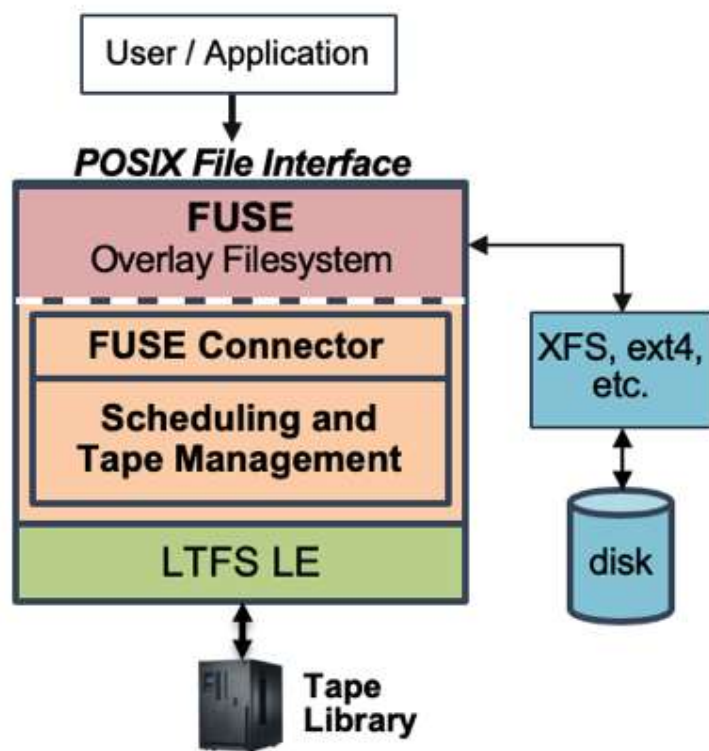 User / Application
POSIX File Interface
FUSE
Overlay Filesystem
FUSE Connector
Scheduling and
Tape Management
LTFS LE
XFS, ext4,
etc.
disk
Tape
Library